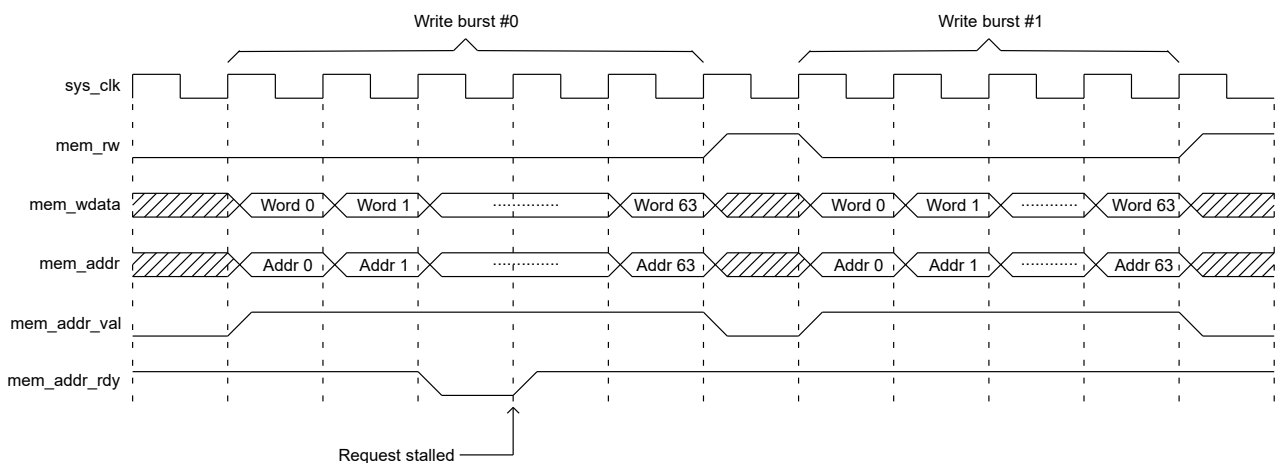 Write burst #0 Write burst #1
sys_clk
mem_rw
mem_wdata Word 0 Word 1 ............. Word 63 Word 0 Word 1 ........... Word 63
mem_addr Addr 0 Addr 1 ............. Addr 63 Addr 0 Addr 1 ........... Addr 63
mem_addr_val
mem_addr_rdy
Request stalled